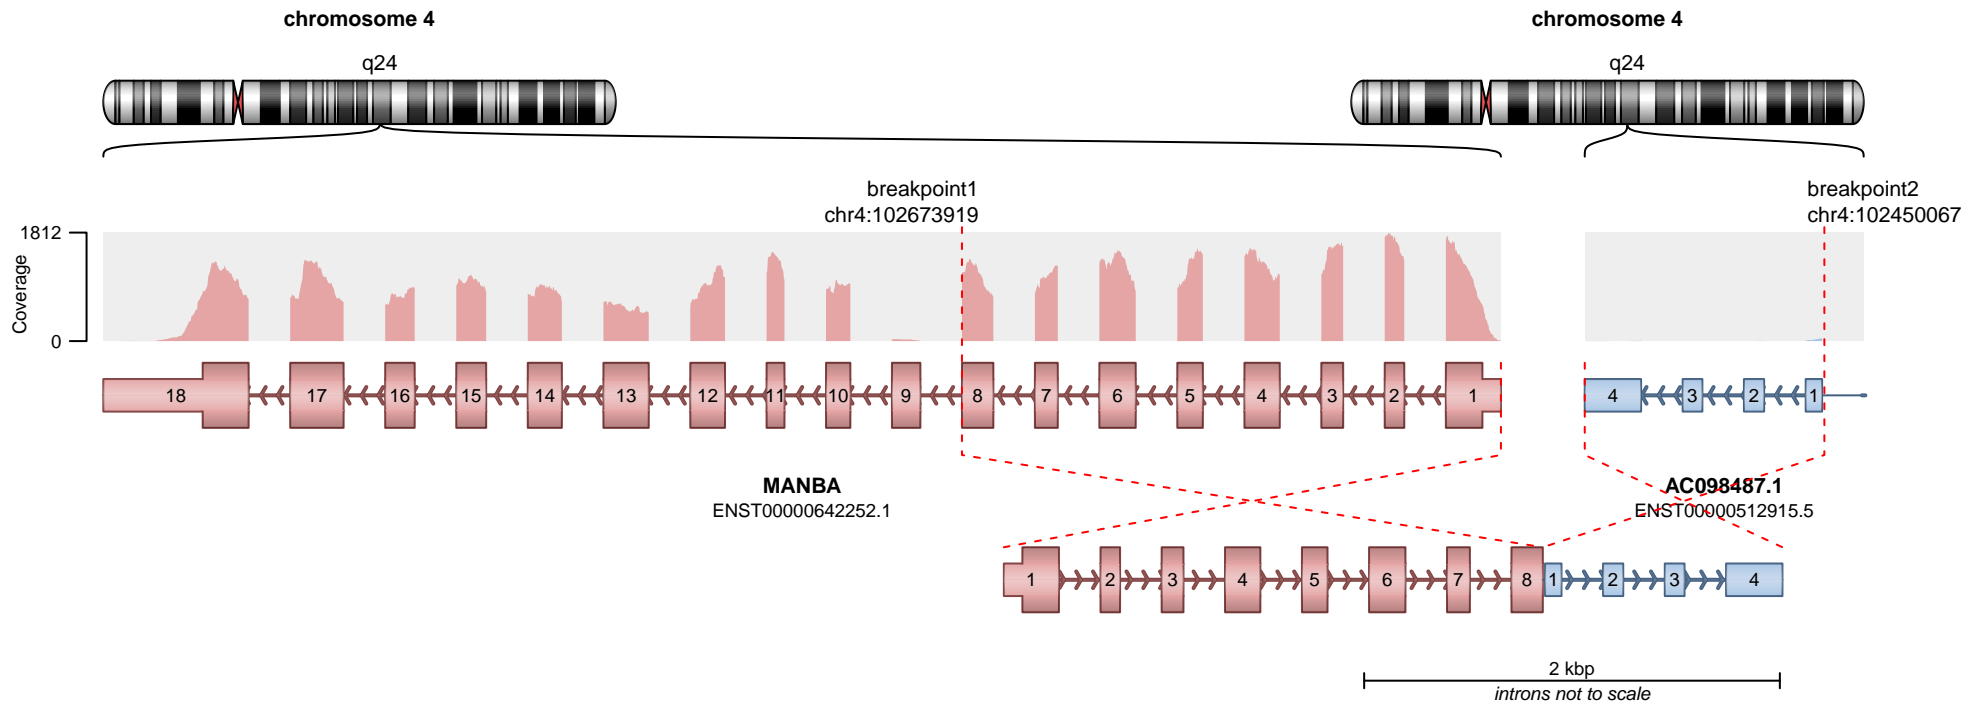 chromosome 4
chromosome 4
q24
q24
breakpoint1
chr4:102673919
breakpoint2
chr4:102450067
1812
Coverage
0
18 17 16 15 14 13 12 11 10 9 8 7 6 5 4 3 2 1
4 3 2 1
MANBA
ENST00000642252.1
AC098487.1
ENST00000512915.5
1 2 3 4 5 6 7 8 1 2 3 4
2 kbp
introns not to scale